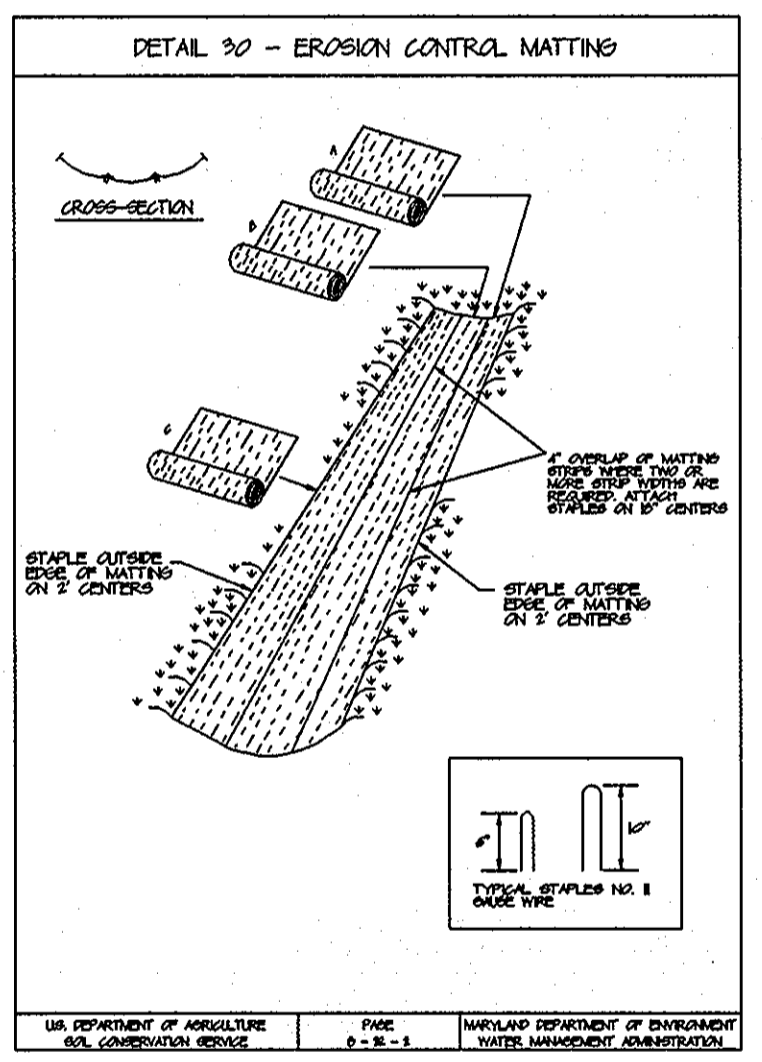 DETAIL 30 - EROSION CONTROL MATTING
CROSS-SECTION
A
B
C
4" OVERLAP OF MATTING
STRIPS WHERE TWO OR
MORE STRIP WIDTHS ARE
REQUIRED. ATTACH
STAPLES ON 18" CENTERS
STAPLE OUTSIDE
EDGE OF MATTING
ON 2' CENTERS
STAPLE OUTSIDE
EDGE OF MATTING
ON 2' CENTERS
10"
TYPICAL STAPLES NO. 11
GAUGE WIRE
U.S. DEPARTMENT OF AGRICULTURE
SOIL CONSERVATION SERVICE
PAGE
MARYLAND DEPARTMENT OF ENVIRONMENT
WATER MANAGEMENT ADMINISTRATION